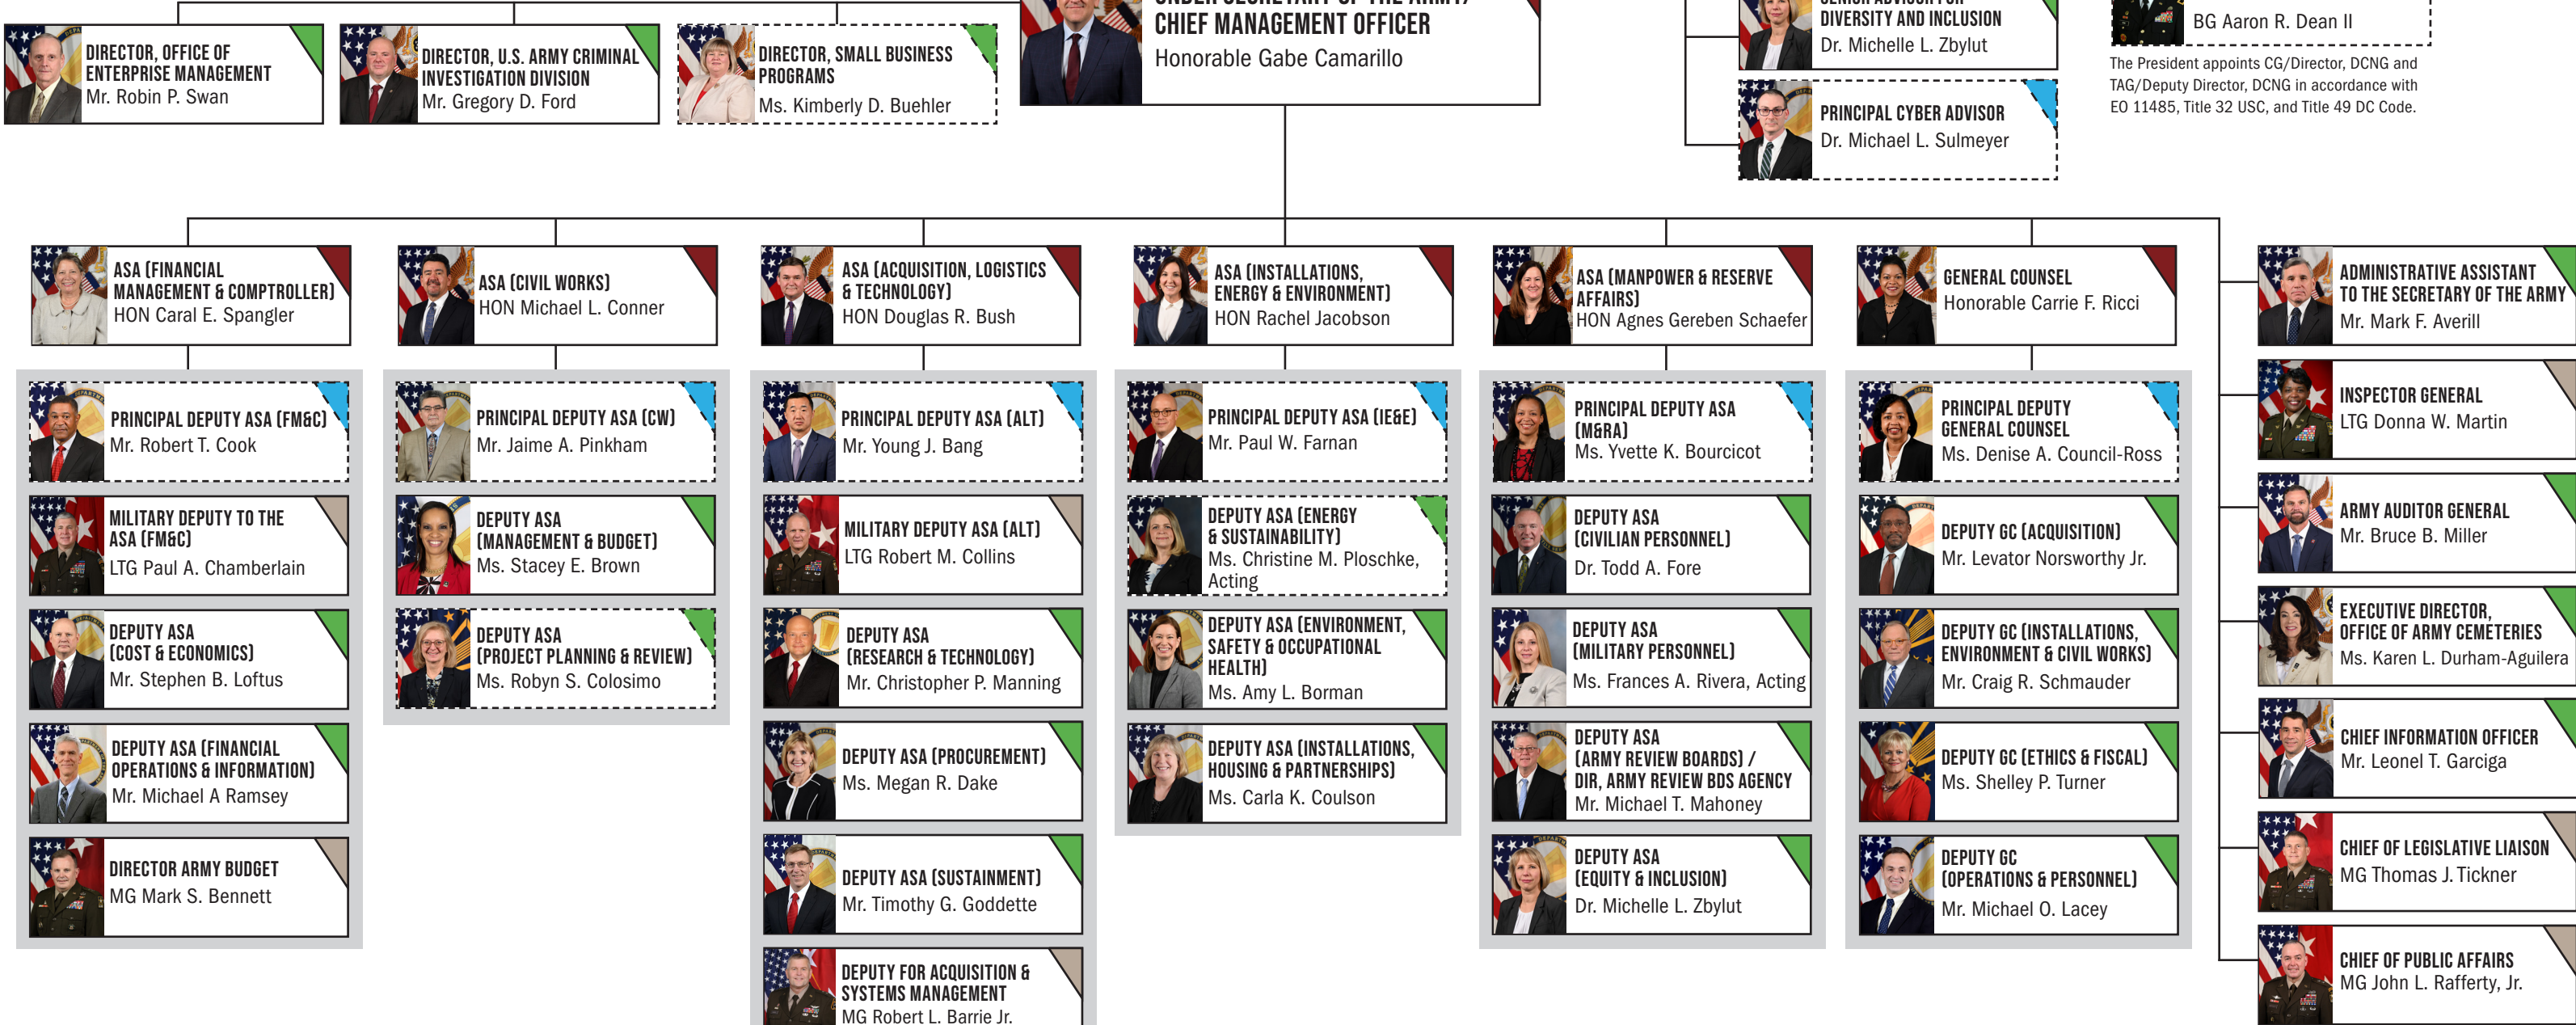 UNDER SECRETARY OF THE ARMY/
CHIEF MANAGEMENT OFFICER
Honorable Gabe Camarillo
DIRECTOR, OFFICE OF
ENTERPRISE MANAGEMENT
Mr. Robin P. Swan
DIRECTOR, U.S. ARMY CRIMINAL
INVESTIGATION DIVISION
Mr. Gregory D. Ford
DIRECTOR, SMALL BUSINESS
PROGRAMS
Ms. Kimberly D. Buehler
SENIOR ADVISOR FOR
DIVERSITY AND INCLUSION
Dr. Michelle L. Zbylut
PRINCIPAL CYBER ADVISOR
Dr. Michael L. Sulmeyer
BG Aaron R. Dean II
The President appoints CG/Director, DCNG and
TAG/Deputy Director, DCNG in accordance with
EO 11485, Title 32 USC, and Title 49 DC Code.
ASA (FINANCIAL
MANAGEMENT & COMPTROLLER)
HON Caral E. Spangler
PRINCIPAL DEPUTY ASA (FM&C)
Mr. Robert T. Cook
MILITARY DEPUTY TO THE
ASA (FM&C)
LTG Paul A. Chamberlain
DEPUTY ASA
(COST & ECONOMICS)
Mr. Stephen B. Loftus
DEPUTY ASA (FINANCIAL
OPERATIONS & INFORMATION)
Mr. Michael A Ramsey
DIRECTOR ARMY BUDGET
MG Mark S. Bennett
ASA (CIVIL WORKS)
HON Michael L. Conner
PRINCIPAL DEPUTY ASA (CW)
Mr. Jaime A. Pinkham
DEPUTY ASA
(MANAGEMENT & BUDGET)
Ms. Stacey E. Brown
DEPUTY ASA
(PROJECT PLANNING & REVIEW)
Ms. Robyn S. Colosimo
ASA (ACQUISITION, LOGISTICS
& TECHNOLOGY)
HON Douglas R. Bush
PRINCIPAL DEPUTY ASA (ALT)
Mr. Young J. Bang
MILITARY DEPUTY ASA (ALT)
LTG Robert M. Collins
DEPUTY ASA
(RESEARCH & TECHNOLOGY)
Mr. Christopher P. Manning
DEPUTY ASA (PROCUREMENT)
Ms. Megan R. Dake
DEPUTY ASA (SUSTAINMENT)
Mr. Timothy G. Goddette
DEPUTY FOR ACQUISITION &
SYSTEMS MANAGEMENT
MG Robert L. Barrie Jr.
ASA (INSTALLATIONS,
ENERGY & ENVIRONMENT)
HON Rachel Jacobson
PRINCIPAL DEPUTY ASA (IE&E)
Mr. Paul W. Farnan
DEPUTY ASA (ENERGY
& SUSTAINABILITY)
Ms. Christine M. Ploschke,
Acting
DEPUTY ASA (ENVIRONMENT,
SAFETY & OCCUPATIONAL
HEALTH)
Ms. Amy L. Borman
DEPUTY ASA (INSTALLATIONS,
HOUSING & PARTNERSHIPS)
Ms. Carla K. Coulson
ASA (MANPOWER & RESERVE
AFFAIRS)
HON Agnes Gereben Schaefer
PRINCIPAL DEPUTY ASA
(M&RA)
Ms. Yvette K. Bourcicot
DEPUTY ASA
(CIVILIAN PERSONNEL)
Dr. Todd A. Fore
DEPUTY ASA
(MILITARY PERSONNEL)
Ms. Frances A. Rivera, Acting
DEPUTY ASA
(ARMY REVIEW BOARDS) /
DIR, ARMY REVIEW BDS AGENCY
Mr. Michael T. Mahoney
DEPUTY ASA
(EQUITY & INCLUSION)
Dr. Michelle L. Zbylut
GENERAL COUNSEL
Honorable Carrie F. Ricci
PRINCIPAL DEPUTY
GENERAL COUNSEL
Ms. Denise A. Council-Ross
DEPUTY GC (ACQUISITION)
Mr. Levator Norsworthy Jr.
DEPUTY GC (INSTALLATIONS,
ENVIRONMENT & CIVIL WORKS)
Mr. Craig R. Schmauder
DEPUTY GC (ETHICS & FISCAL)
Ms. Shelley P. Turner
DEPUTY GC
(OPERATIONS & PERSONNEL)
Mr. Michael O. Lacey
ADMINISTRATIVE ASSISTANT
TO THE SECRETARY OF THE ARMY
Mr. Mark F. Averill
INSPECTOR GENERAL
LTG Donna W. Martin
ARMY AUDITOR GENERAL
Mr. Bruce B. Miller
EXECUTIVE DIRECTOR,
OFFICE OF ARMY CEMETERIES
Ms. Karen L. Durham-Aguilera
CHIEF INFORMATION OFFICER
Mr. Leonel T. Garciga
CHIEF OF LEGISLATIVE LIAISON
MG Thomas J. Tickner
CHIEF OF PUBLIC AFFAIRS
MG John L. Rafferty, Jr.